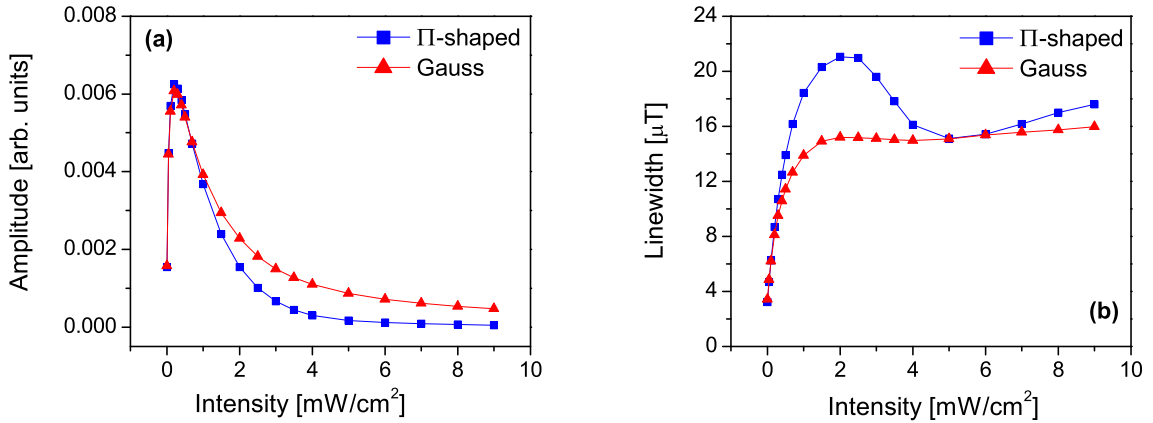 0.008
0.006
0.004
0.002
0.000
Amplitude [arb. units]
(a)
Π-shaped
Gauss
0 2 4 6 8 10
Intensity [mW/cm²]
24
20
16
12
8
4
0
Linewidth [μT]
Π-shaped
Gauss
(b)
0 2 4 6 8 10
Intensity [mW/cm²]